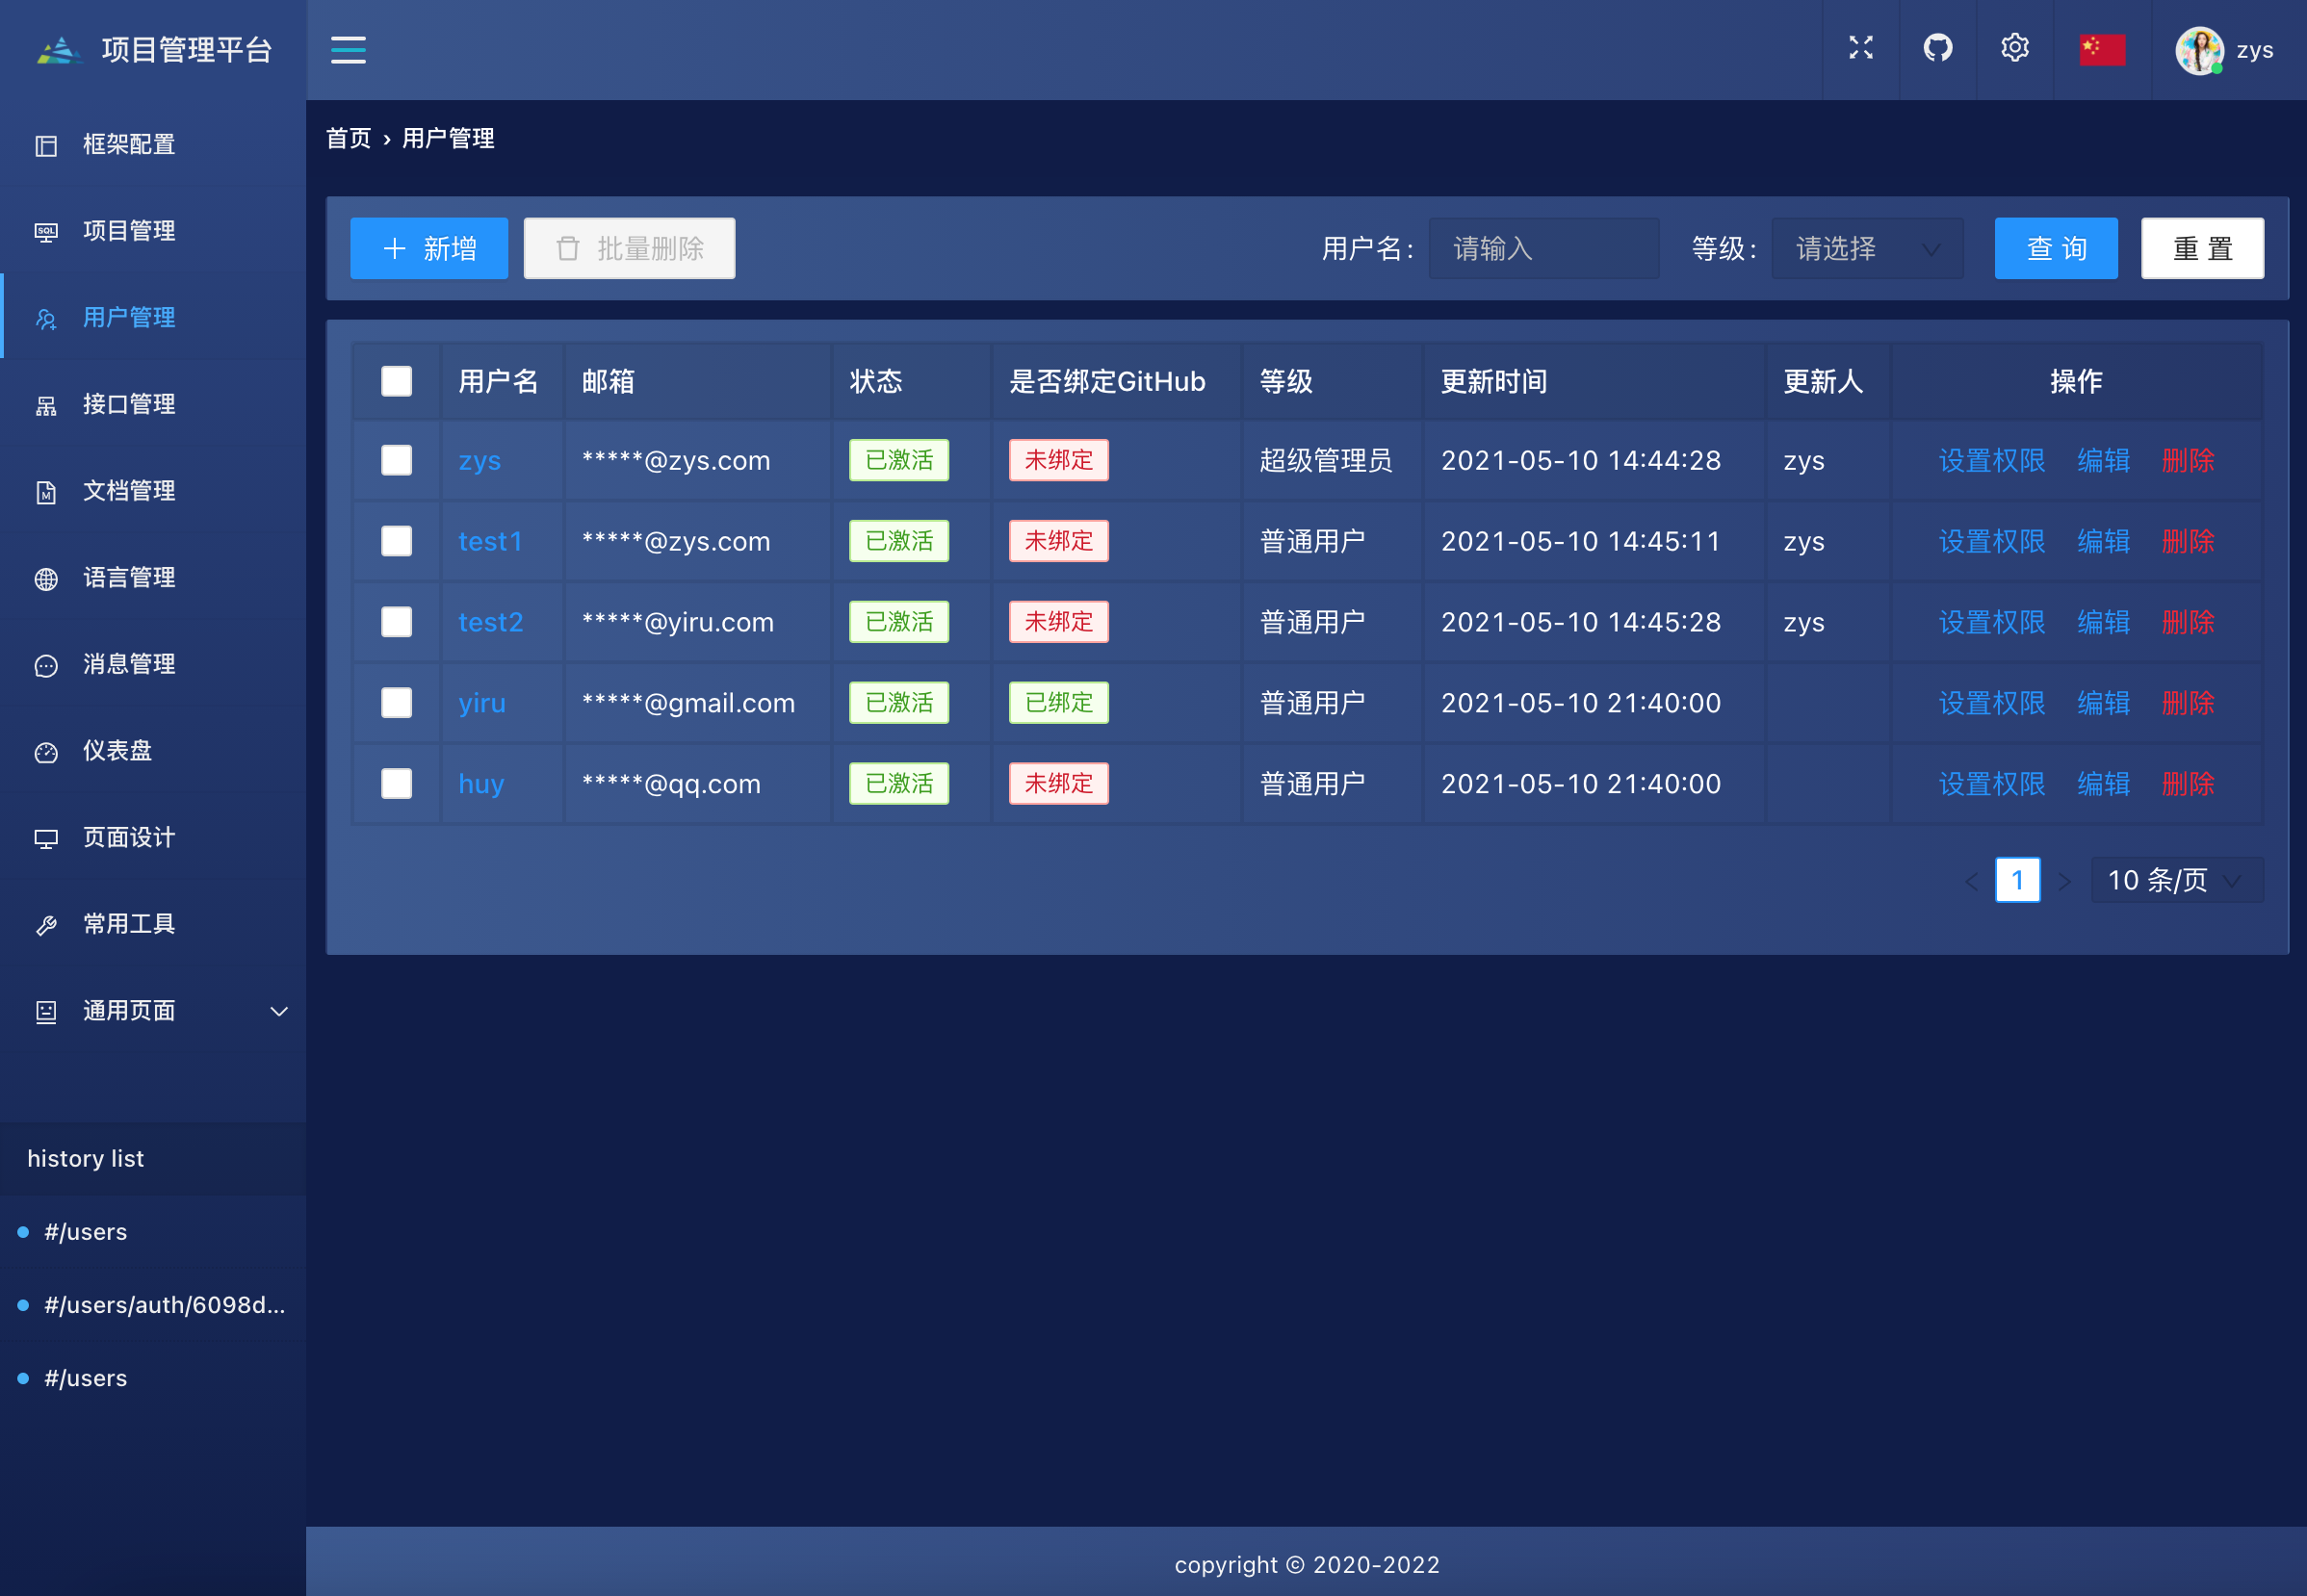 项目管理平台
zys
框架配置
项目管理
用户管理
接口管理
文档管理
语言管理
消息管理
仪表盘
页面设计
常用工具
通用页面
history list
#/users
#/users/auth/6098d...
#/users
首页 › 用户管理
新增 批量删除 用户名: 请输入 等级: 请选择 查 询 重 置
用户名 邮箱 状态 是否绑定GitHub 等级 更新时间 更新人 操作
zys *****@zys.com 已激活 未绑定 超级管理员 2021-05-10 14:44:28 zys 设置权限 编辑 删除
test1 *****@zys.com 已激活 未绑定 普通用户 2021-05-10 14:45:11 zys 设置权限 编辑 删除
test2 *****@yiru.com 已激活 未绑定 普通用户 2021-05-10 14:45:28 zys 设置权限 编辑 删除
yiru *****@gmail.com 已激活 已绑定 普通用户 2021-05-10 21:40:00 设置权限 编辑 删除
huy *****@qq.com 已激活 未绑定 普通用户 2021-05-10 21:40:00 设置权限 编辑 删除
< 1 > 10 条/页
copyright © 2020-2022